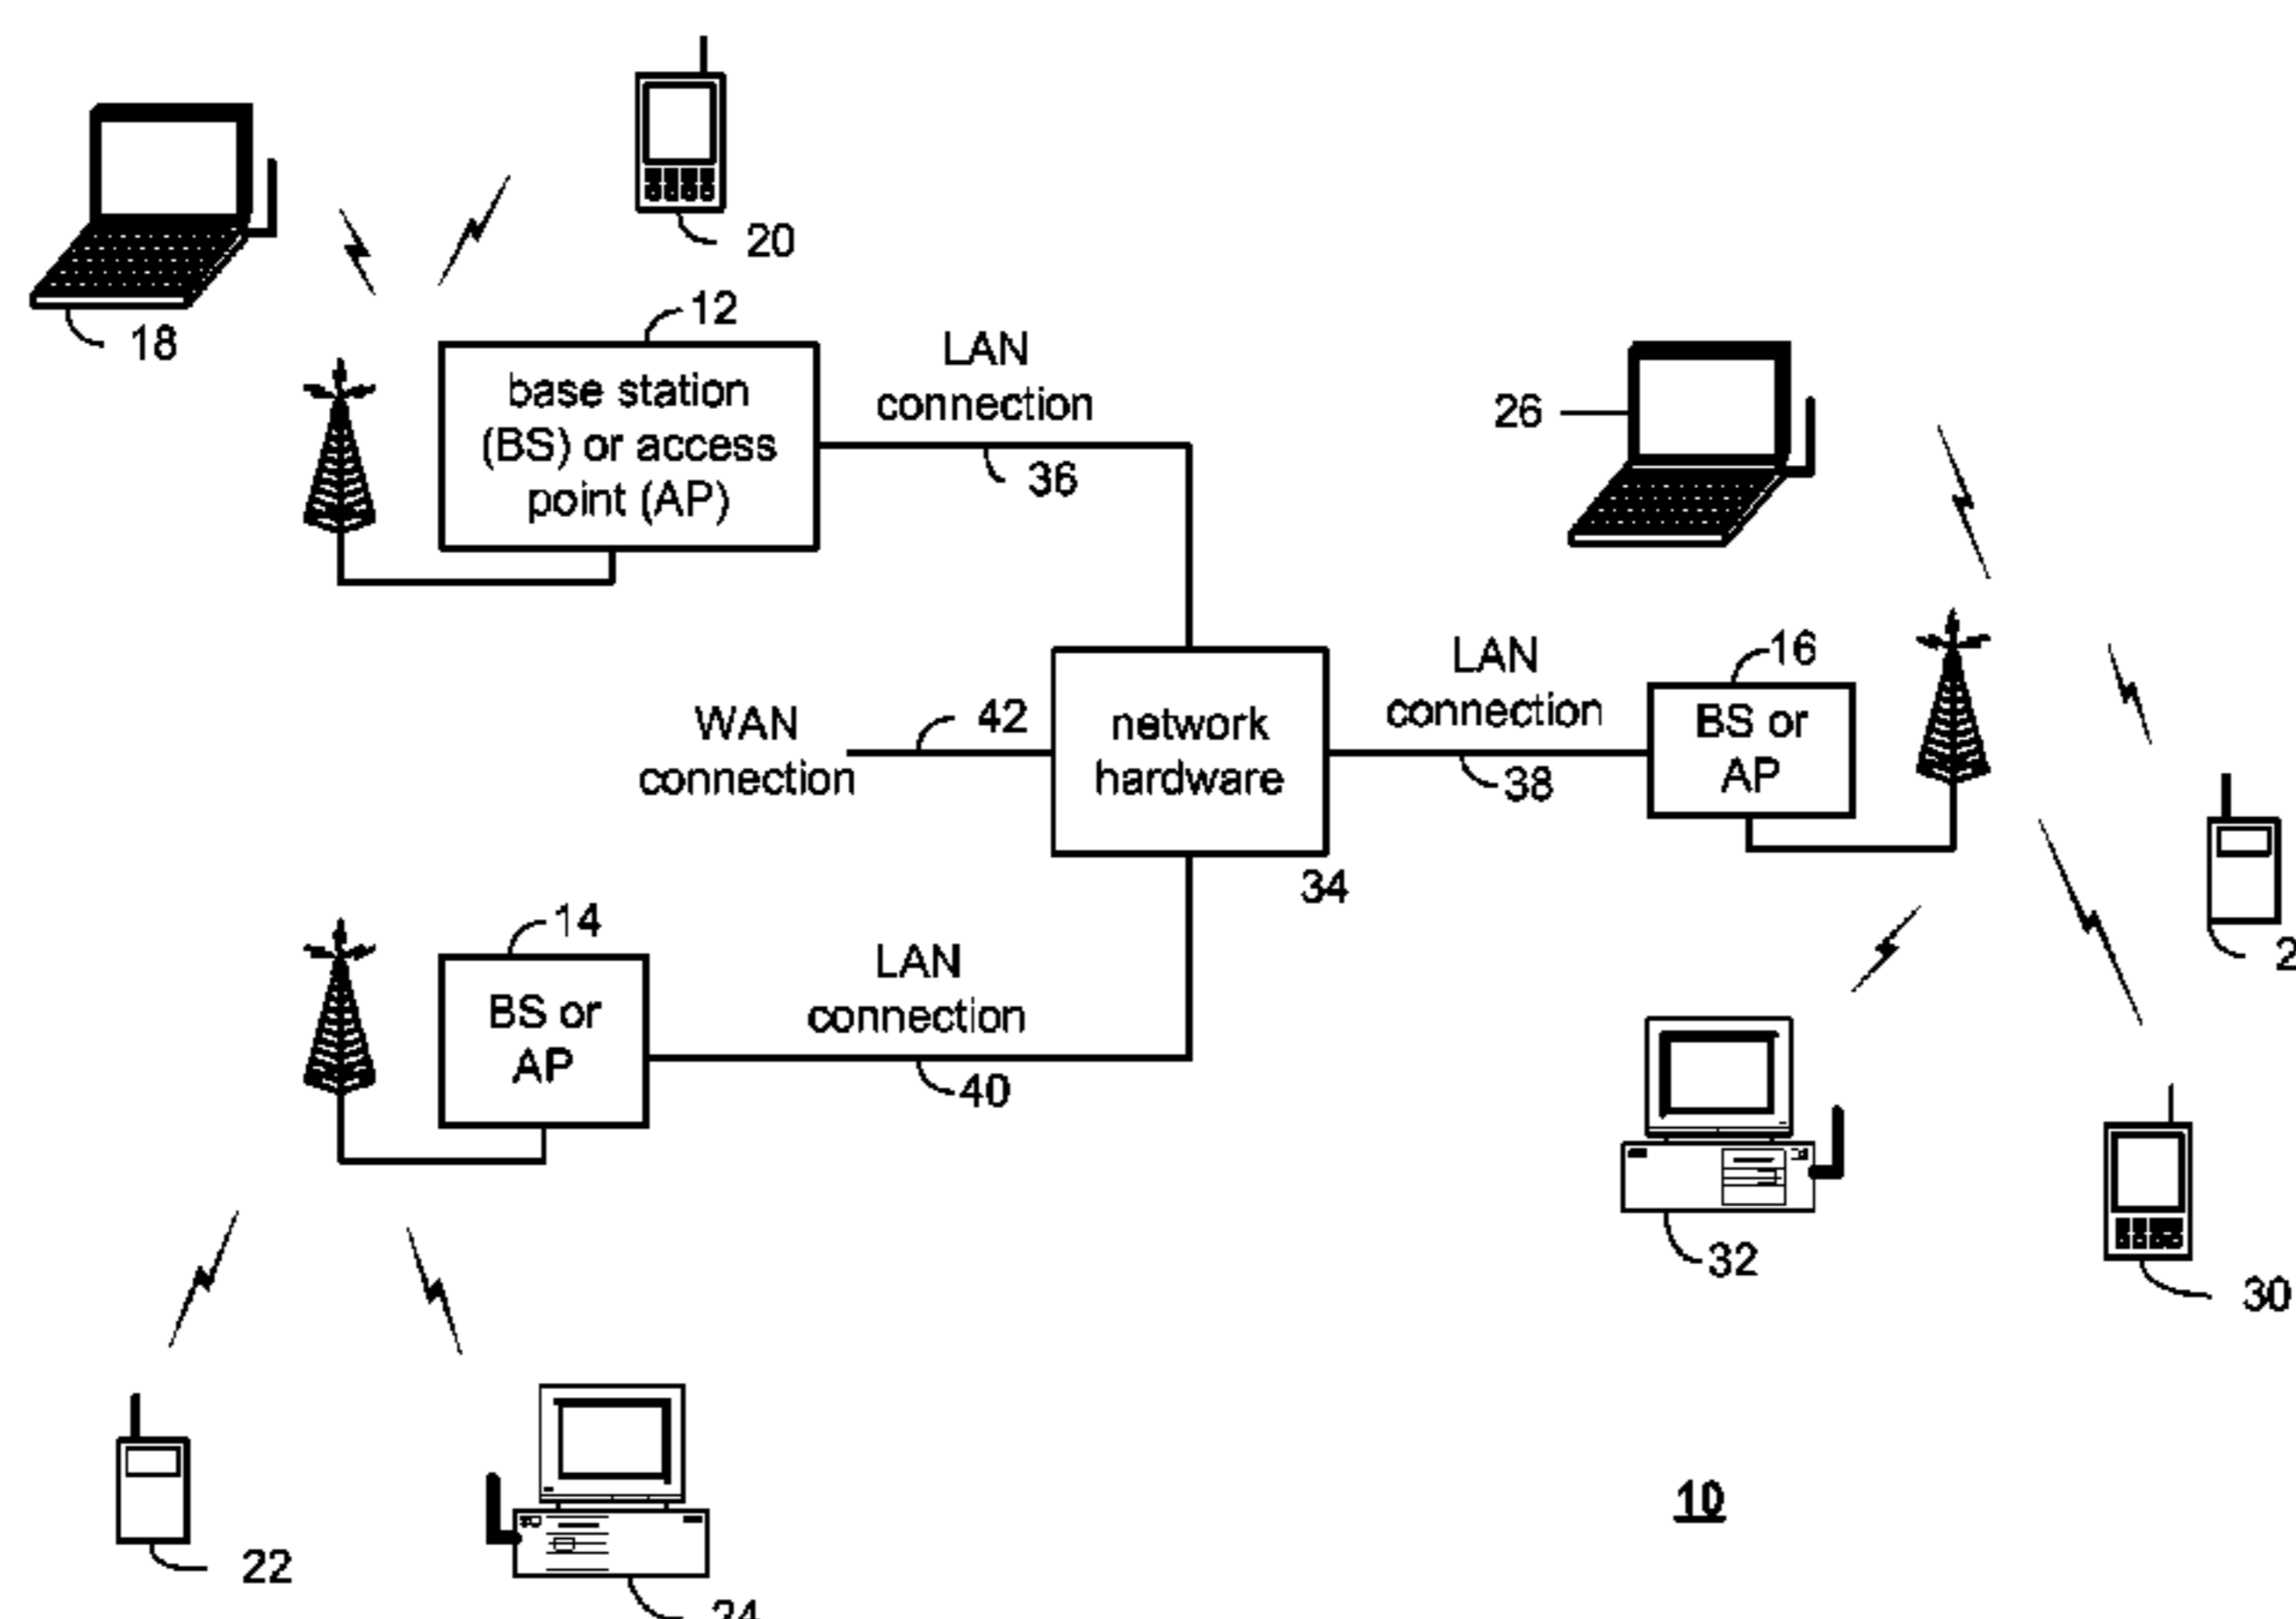 20
18
12
base station
(BS) or access
point (AP)
LAN
connection
36
26
WAN
connection
42
network
hardware
34
LAN
connection
38
16
BS or
AP
14
BS or
AP
LAN
connection
40
32
30
22
24
10